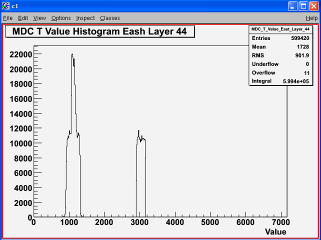 c1
File Edit View Options Inspect Classes Help
MDC T Value Histogram Eash Layer 44
MDC_T_Value_East_Layer_44
Entries 599420
Mean 1728
RMS 901.9
Underflow 0
Overflow 11
Integral 5.994e+05
22000
20000
18000
16000
14000
12000
10000
8000
6000
4000
2000
0
0 1000 2000 3000 4000 5000 6000 7000
Value